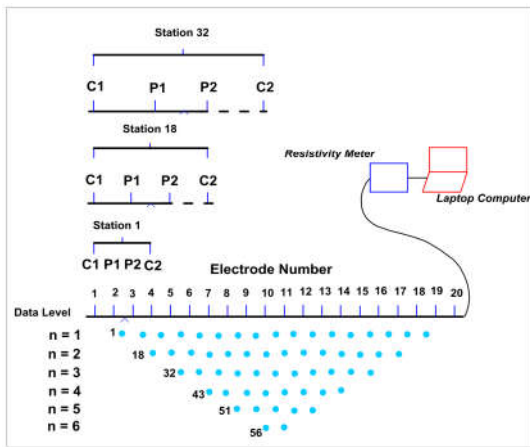 Station 32
C1 P1 P2 C2
Station 18
C1 P1 P2 C2
Resistivity Meter
Laptop Computer
Station 1
C1 P1 P2 C2
Electrode Number
1 2 3 4 5 6 7 8 9 10 11 12 13 14 15 16 17 18 19 20
Data Level
n = 1 1
n = 2 18
n = 3 32
n = 4 43
n = 5 51
n = 6 56